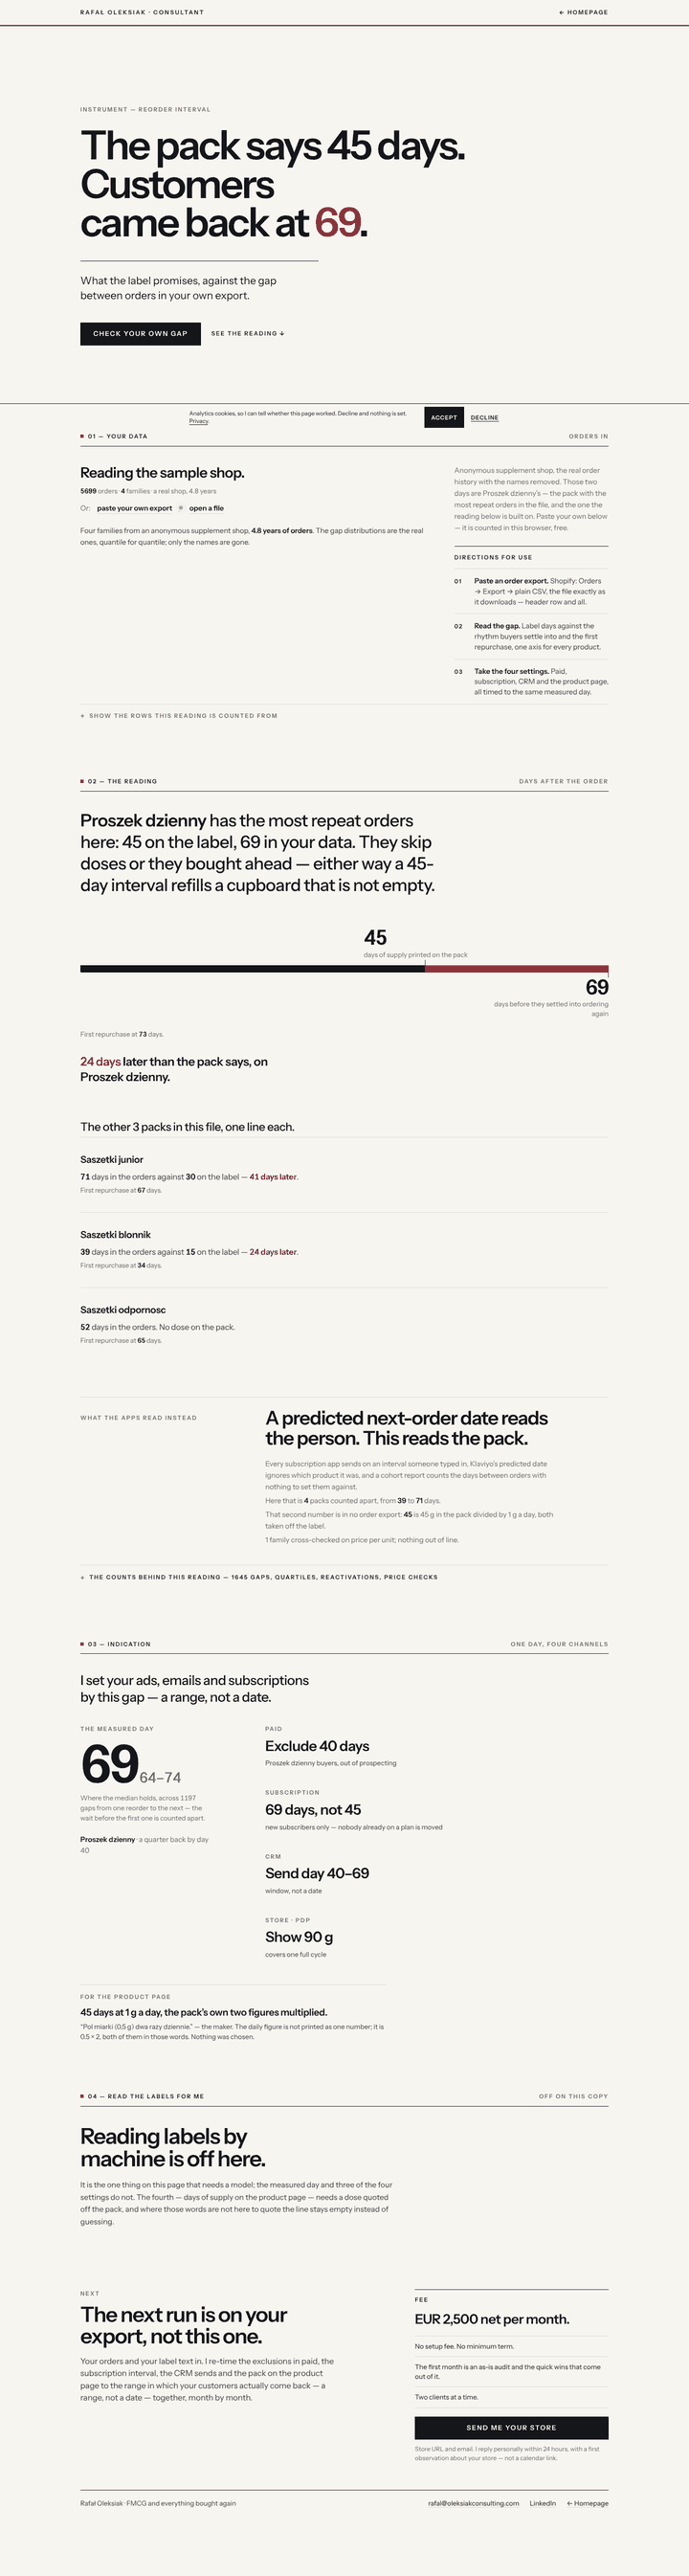 RAFAŁ OLEKSIAK · CONSULTANT
← HOMEPAGE
INSTRUMENT — REORDER INTERVAL
The pack says 45 days.
Customers
came back at 69.
What the label promises, against the gap
between orders in your own export.
CHECK YOUR OWN GAP
SEE THE READING ↓
Analytics cookies, so I can tell whether this page worked. Decline and nothing is set.
Privacy
ACCEPT
DECLINE
01 — YOUR DATA
ORDERS IN
Reading the sample shop.
5699 orders · 4 families · a real shop, 4.8 years
Or: paste your own export · open a file
Four families from an anonymous supplement shop, 4.8 years of orders. The gap distributions are the real
ones, quantile for quantile; only the names are gone.
Anonymous supplement shop, the real order
history with the names removed. Those two
days are Proszek dzienny's — the pack with the
most repeat orders in the file, and the one the
reading below is built on. Paste your own below
— it is counted in this browser, free.
DIRECTIONS FOR USE
01 Paste an order export. Shopify: Orders
→ Export → plain CSV, the file exactly as
it downloads — header row and all.
02 Read the gap. Label days against the
rhythm buyers settle into and the first
repurchase, one axis for every product.
03 Take the four settings. Paid,
subscription, CRM and the product page,
all timed to the same measured day.
+ SHOW THE ROWS THIS READING IS COUNTED FROM
02 — THE READING
DAYS AFTER THE ORDER
Proszek dzienny has the most repeat orders
here: 45 on the label, 69 in your data. They skip
doses or they bought ahead — either way a 45-
day interval refills a cupboard that is not empty.
45
days of supply printed on the pack
69
days before they settled into ordering
again
First repurchase at 73 days.
24 days later than the pack says, on
Proszek dzienny.
The other 3 packs in this file, one line each.
Saszetki junior
71 days in the orders against 30 on the label — 41 days later.
First repurchase at 67 days.
Saszetki blonnik
39 days in the orders against 15 on the label — 24 days later.
First repurchase at 34 days.
Saszetki odpornosc
52 days in the orders. No dose on the pack.
First repurchase at 65 days.
WHAT THE APPS READ INSTEAD
A predicted next-order date reads
the person. This reads the pack.
Every subscription app sends on an interval someone typed in, Klaviyo's predicted date
ignores which product it was, and a cohort report counts the days between orders with
nothing to set them against.
Here that is 4 packs counted apart, from 39 to 71 days.
That second number is in no order export: 45 is 45 g in the pack divided by 1 g a day, both
taken off the label.
1 family cross-checked on price per unit; nothing out of line.
+ THE COUNTS BEHIND THIS READING — 1645 GAPS, QUARTILES, REACTIVATIONS, PRICE CHECKS
03 — INDICATION
ONE DAY, FOUR CHANNELS
I set your ads, emails and subscriptions
by this gap — a range, not a date.
THE MEASURED DAY
69 64–74
Where the median holds, across 1197
gaps from one reorder to the next — the
wait before the first one is counted apart.
Proszek dzienny · a quarter back by day
40
PAID
Exclude 40 days
Proszek dzienny buyers, out of prospecting
SUBSCRIPTION
69 days, not 45
new subscribers only — nobody already on a plan is moved
CRM
Send day 40–69
window, not a date
STORE · PDP
Show 90 g
covers one full cycle
FOR THE PRODUCT PAGE
45 days at 1 g a day, the pack's own two figures multiplied.
"Pol miarki (0,5 g) dwa razy dziennie." — the maker. The daily figure is not printed as one number; it is
0.5 × 2, both of them in those words. Nothing was chosen.
04 — READ THE LABELS FOR ME
OFF ON THIS COPY
Reading labels by
machine is off here.
It is the one thing on this page that needs a model; the measured day and three of the four
settings do not. The fourth — days of supply on the product page — needs a dose quoted
off the pack, and where those words are not here to quote the line stays empty instead of
guessing.
NEXT
The next run is on your
export, not this one.
Your orders and your label text in. I re-time the exclusions in paid, the
subscription interval, the CRM sends and the pack on the product
page to the range in which your customers actually come back — a
range, not a date — together, month by month.
FEE
EUR 2,500 net per month.
No setup fee. No minimum term.
The first month is an as-is audit and the quick wins that come
out of it.
Two clients at a time.
SEND ME YOUR STORE
Store URL and email. I reply personally within 24 hours, with a first
observation about your store — not a calendar link.
Rafał Oleksiak · FMCG and everything bought again
rafal@oleksiakconsulting.com
LinkedIn
← Homepage